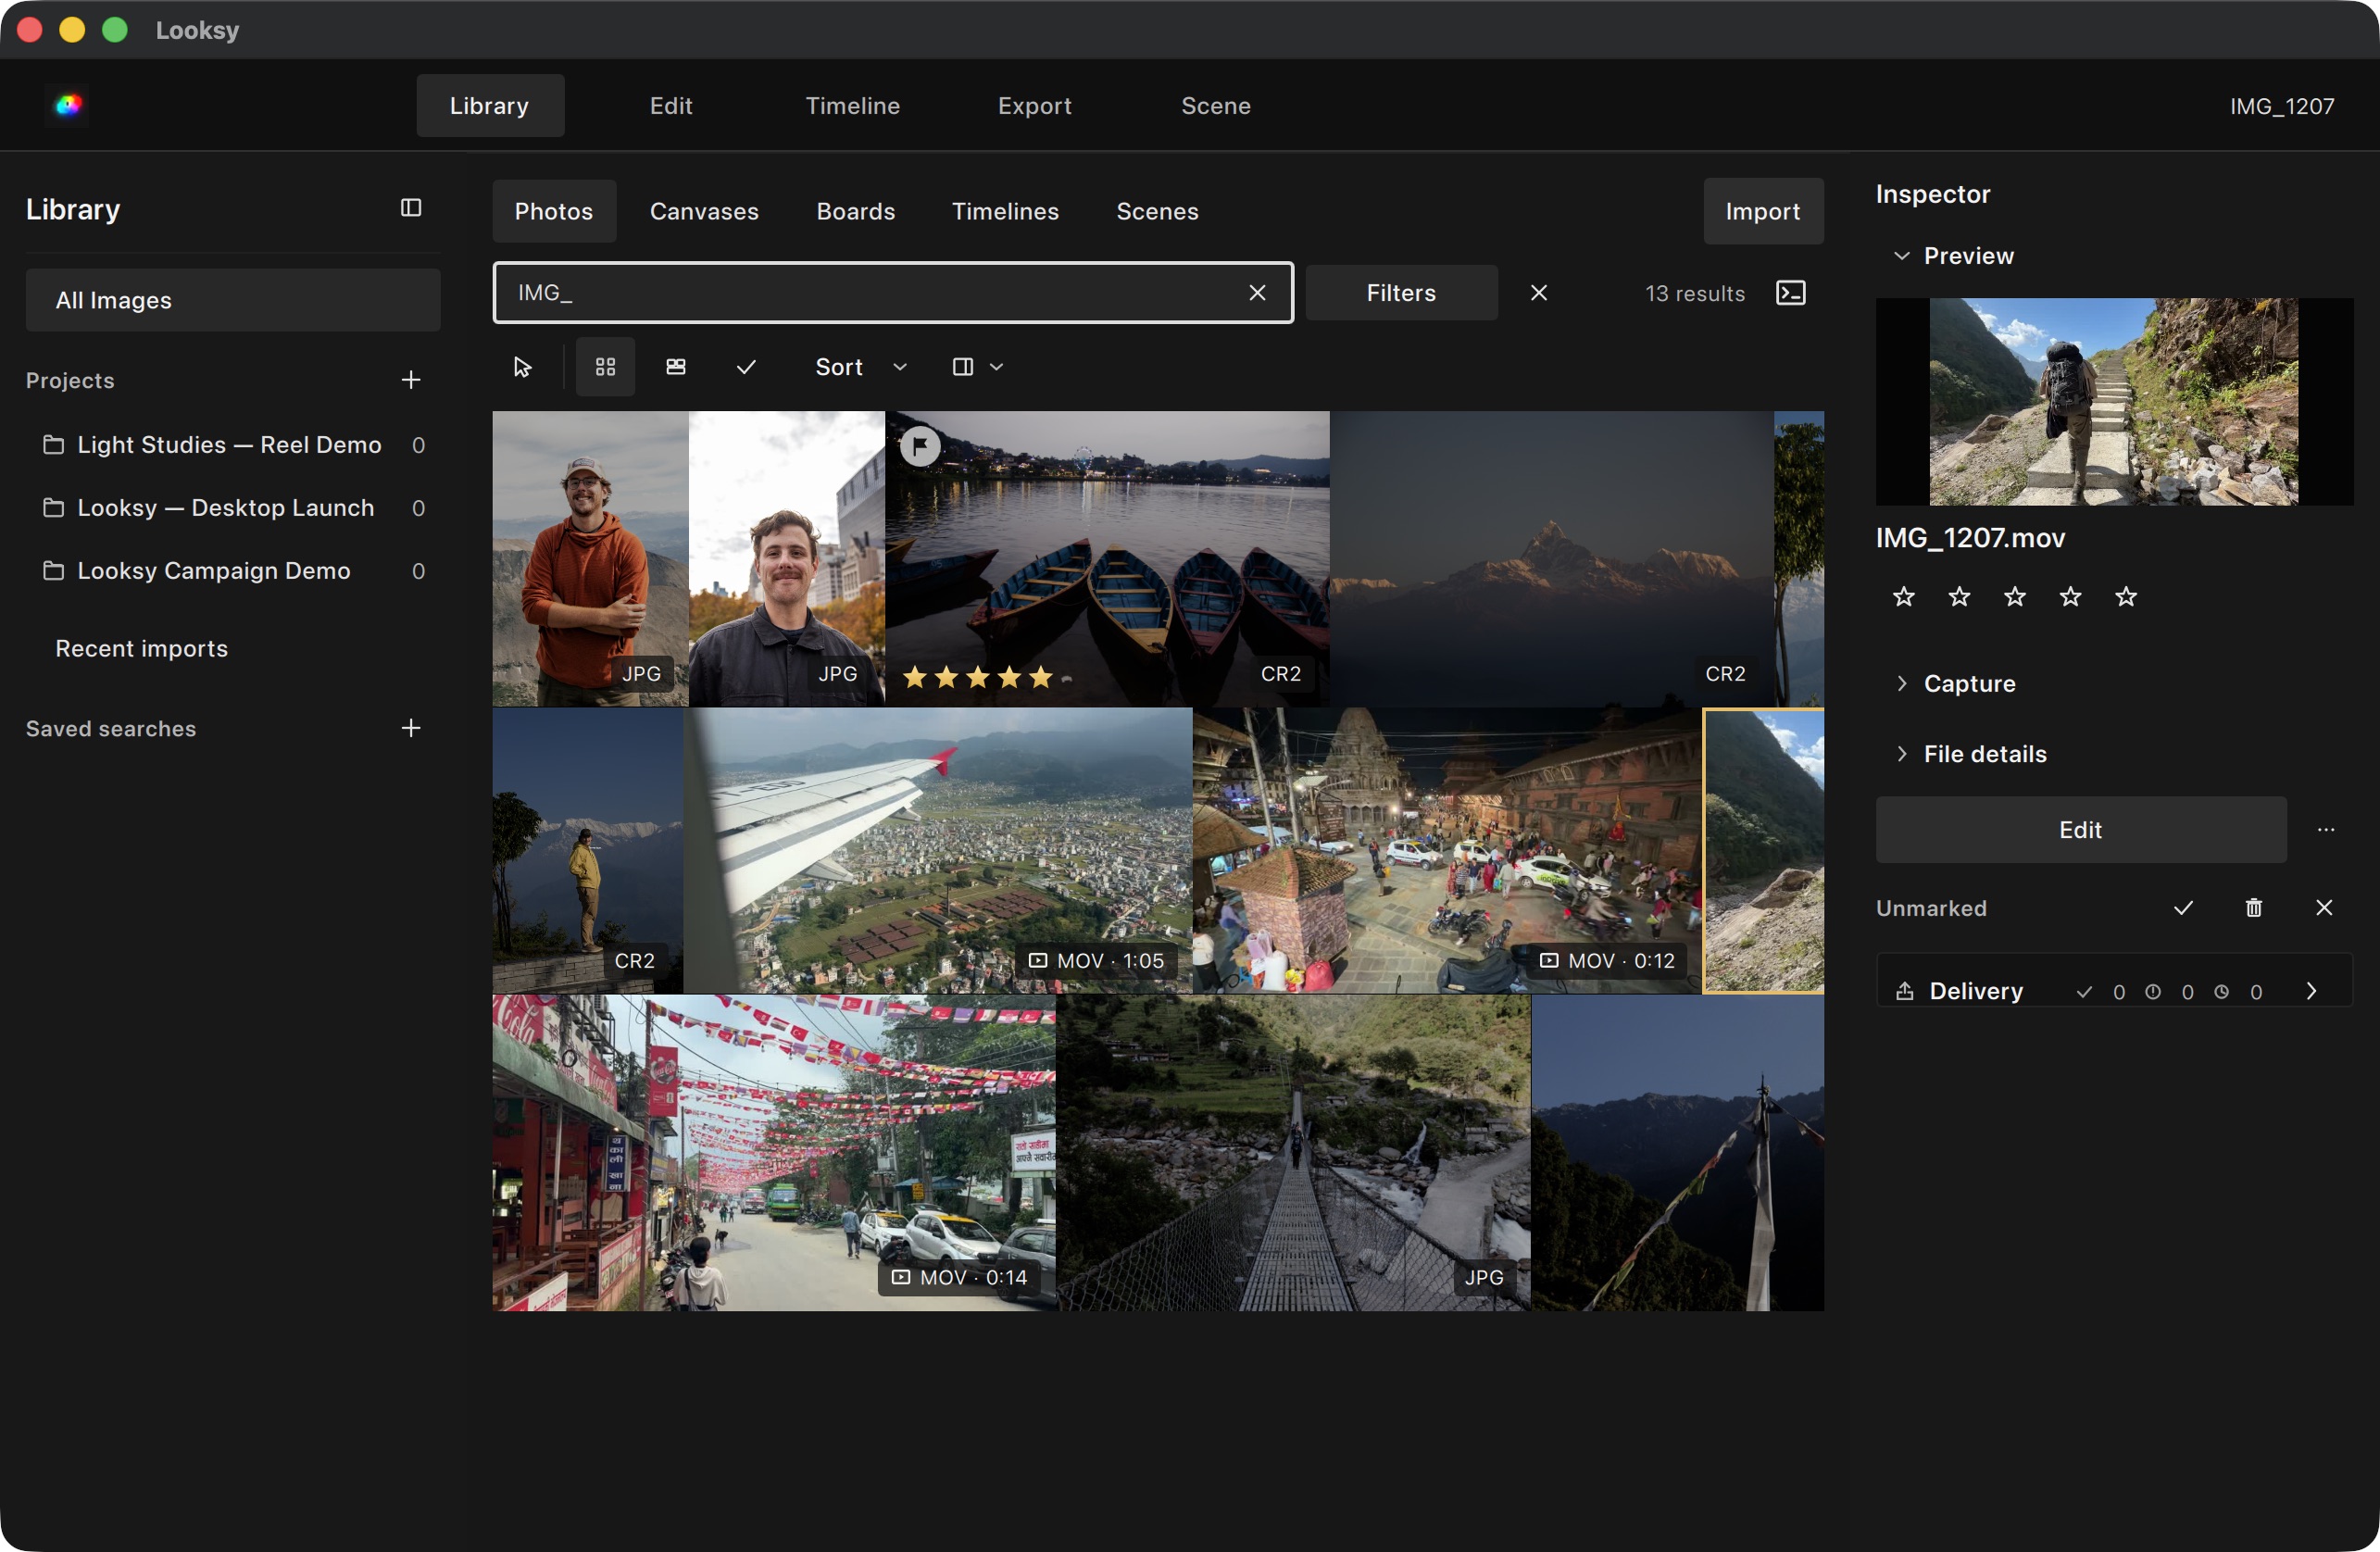 Looksy
Library
Edit
Timeline
Export
Scene
IMG_1207
Library
All Images
Projects
Light Studies — Reel Demo 0
Looksy — Desktop Launch 0
Looksy Campaign Demo 0
Recent imports
Saved searches
Photos
Canvases
Boards
Timelines
Scenes
Import
IMG_
Filters
13 results
Sort
JPG
JPG
CR2
CR2
CR2
MOV · 1:05
MOV · 0:12
MOV · 0:14
JPG
Inspector
Preview
IMG_1207.mov
Capture
File details
Edit
Unmarked
Delivery 0 0 0